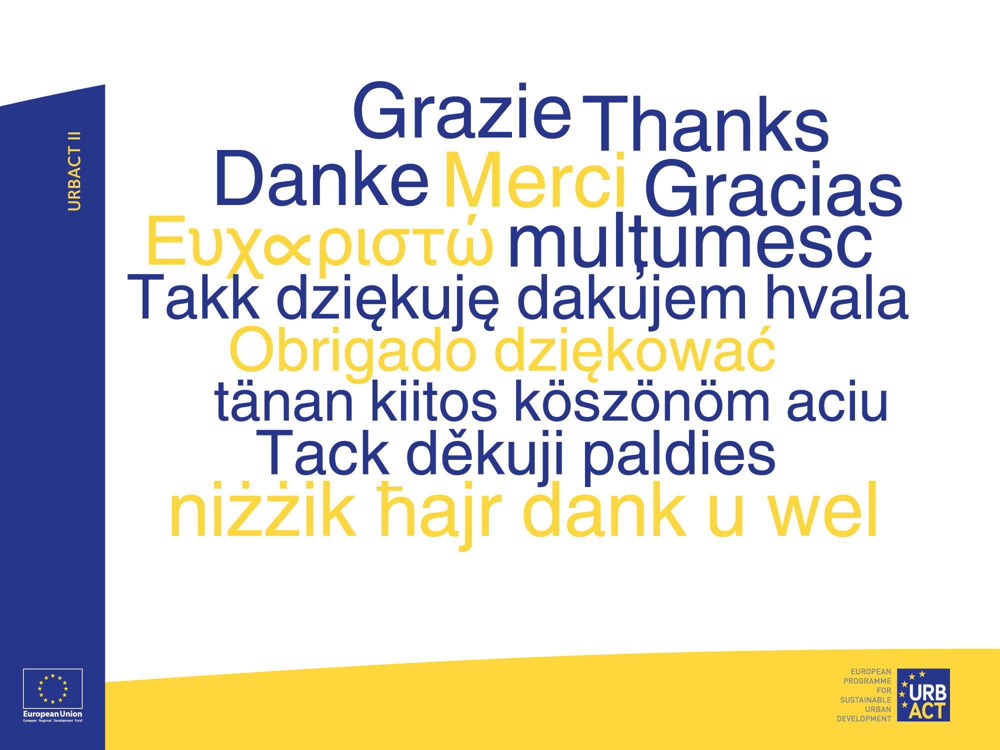 URBACT II
Grazie Thanks
Danke Merci Gracias
Ευχ∝ριστώ mulţumesc
Takk dziękuję dakujem hvala
Obrigado dziękować
tänan kiitos köszönöm aciu
Tack děkuji paldies
niżżik ħajr dank u wel
European Union
European Regional Development Fund
EUROPEAN
PROGRAMME
FOR
SUSTAINABLE
URBAN
DEVELOPMENT
URB
ACT